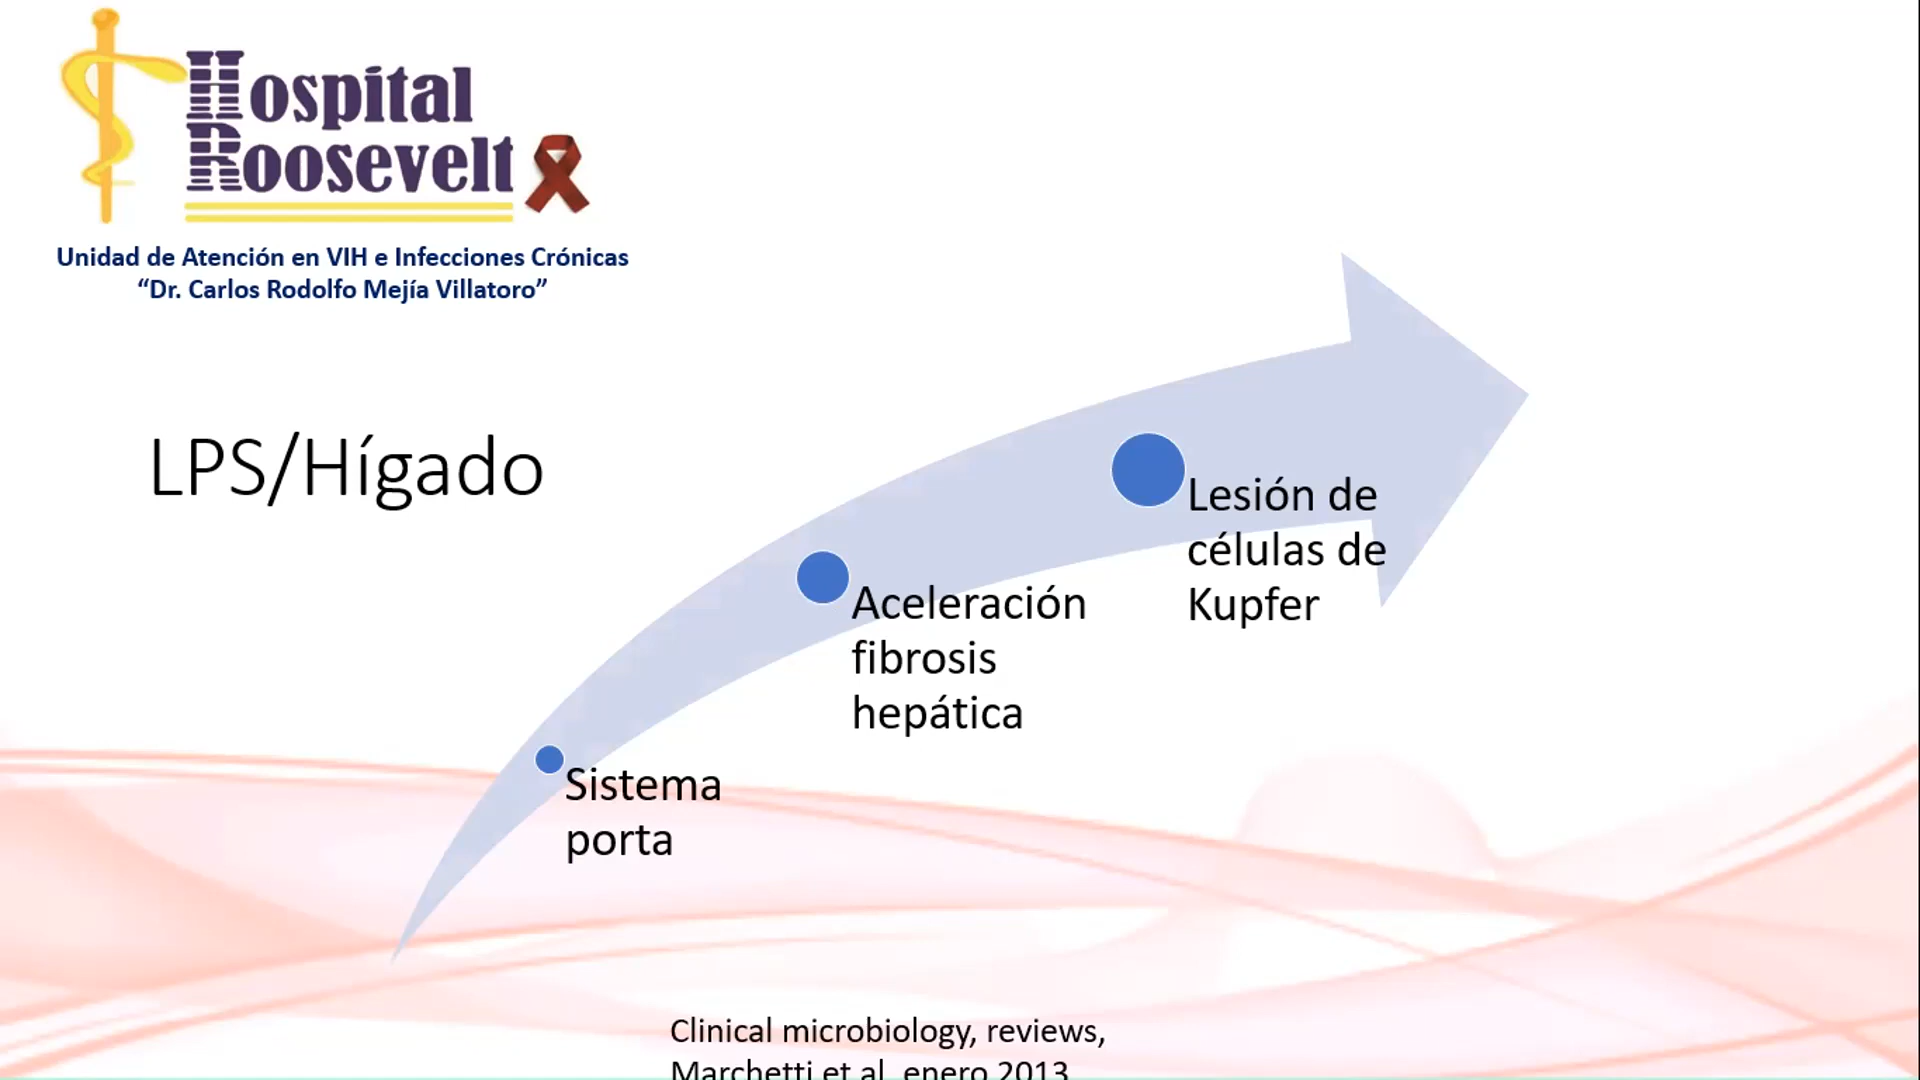 Hospital
Roosevelt
Unidad de Atención en VIH e Infecciones Crónicas
“Dr. Carlos Rodolfo Mejía Villatoro”
LPS/Hígado
Lesión de
células de
Kupfer
Aceleración
fibrosis
hepática
Sistema
porta
Clinical microbiology, reviews,
Marchetti et al, enero 2013